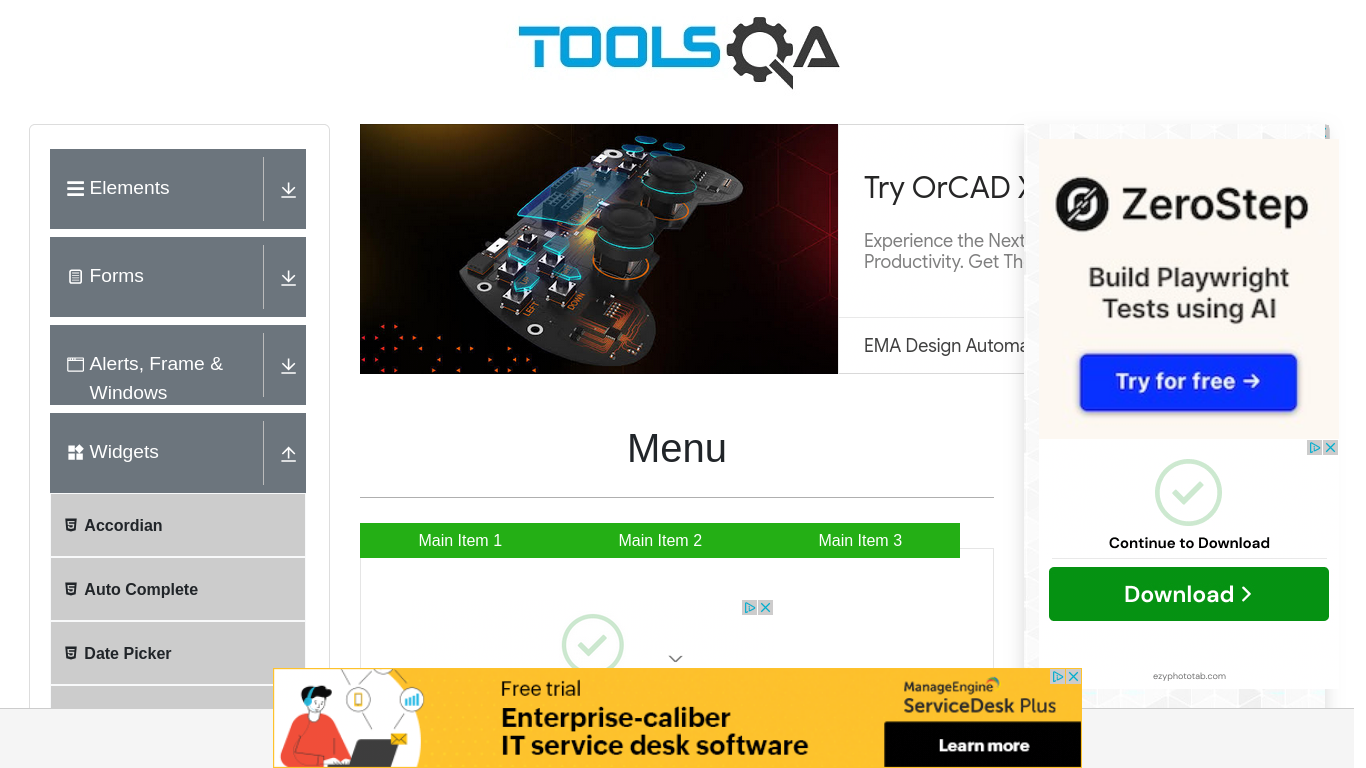 TOOLSQA
Elements
Forms
Alerts, Frame &
Windows
Widgets
Accordian
Auto Complete
Date Picker
UP
LEFT
DOWN
Try OrCAD X
Experience the Next
Productivity. Get Th
EMA Design Automa
Menu
Main Item 1
Main Item 2
Main Item 3
ZeroStep
Build Playwright
Tests using AI
Try for free →
Continue to Download
Download >
ezyphototab.com
Free trial
Enterprise-caliber
IT service desk software
ManageEngine
ServiceDesk Plus
Learn more